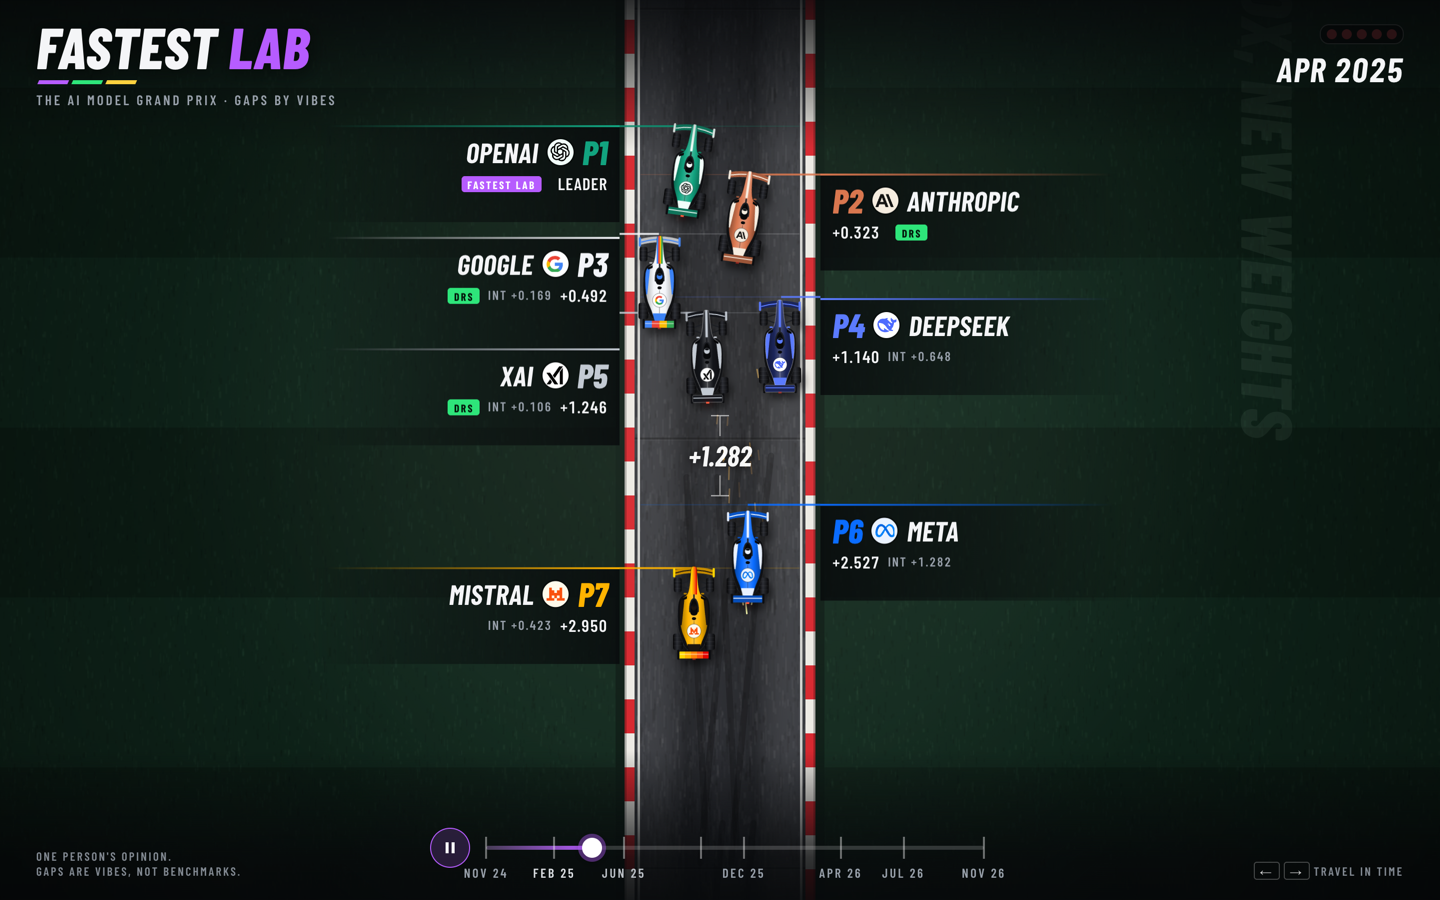 FASTEST LAB
THE AI MODEL GRAND PRIX · GAPS BY VIBES
APR 2025
OPENAI P1
FASTEST LAB LEADER
P2 ANTHROPIC
+0.323 DRS
GOOGLE P3
DRS INT +0.169 +0.492
P4 DEEPSEEK
+1.140 INT +0.648
XAI P5
DRS INT +0.106 +1.246
+1.282
P6 META
+2.527 INT +1.282
MISTRAL P7
INT +0.423 +2.950
NEW WEIGHTS
NOV 24 FEB 25 JUN 25 DEC 25 APR 26 JUL 26 NOV 26
ONE PERSON'S OPINION.
GAPS ARE VIBES, NOT BENCHMARKS.
← → TRAVEL IN TIME